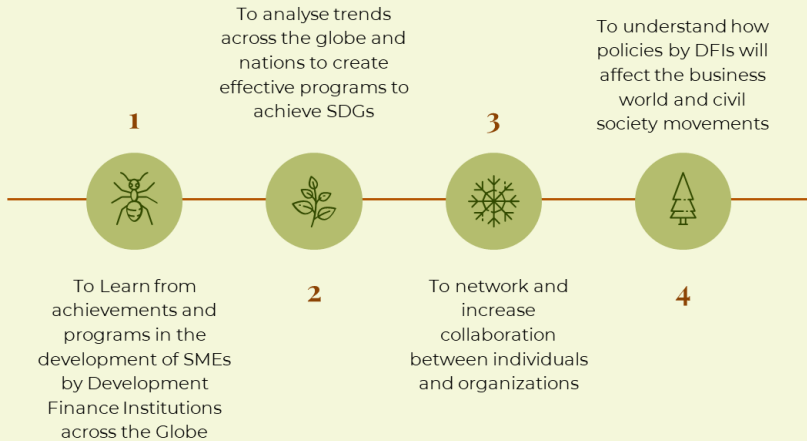 1
To Learn from
achievements and
programs in the
development of SMEs
by Development
Finance Institutions
across the Globe
To analyse trends
across the globe and
nations to create
effective programs to
achieve SDGs
2
3
To network and
increase
collaboration
between individuals
and organizations
To understand how
policies by DFIs will
affect the business
world and civil
society movements
4